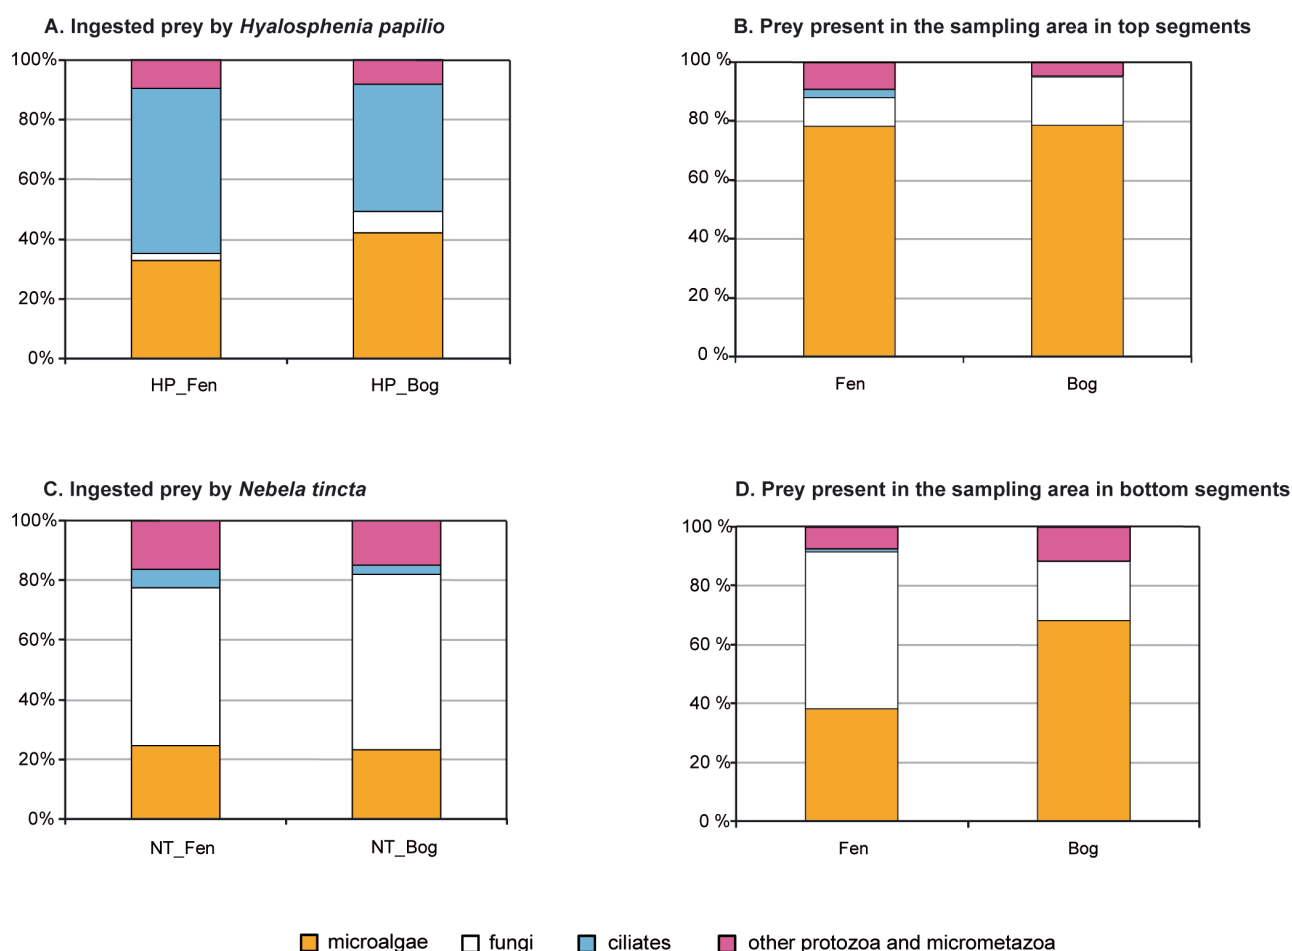 A. Ingested prey by Hyalosphenia papilio
100%
80%
60%
40%
20%
0%
HP_Fen HP_Bog
B. Prey present in the sampling area in top segments
100 %
80 %
60 %
40 %
20 %
0 %
Fen Bog
C. Ingested prey by Nebela tincta
100%
80%
60%
40%
20%
0%
NT_Fen NT_Bog
D. Prey present in the sampling area in bottom segments
100 %
80 %
60 %
40 %
20 %
0 %
Fen Bog
microalgae fungi ciliates other protozoa and micrometazoa